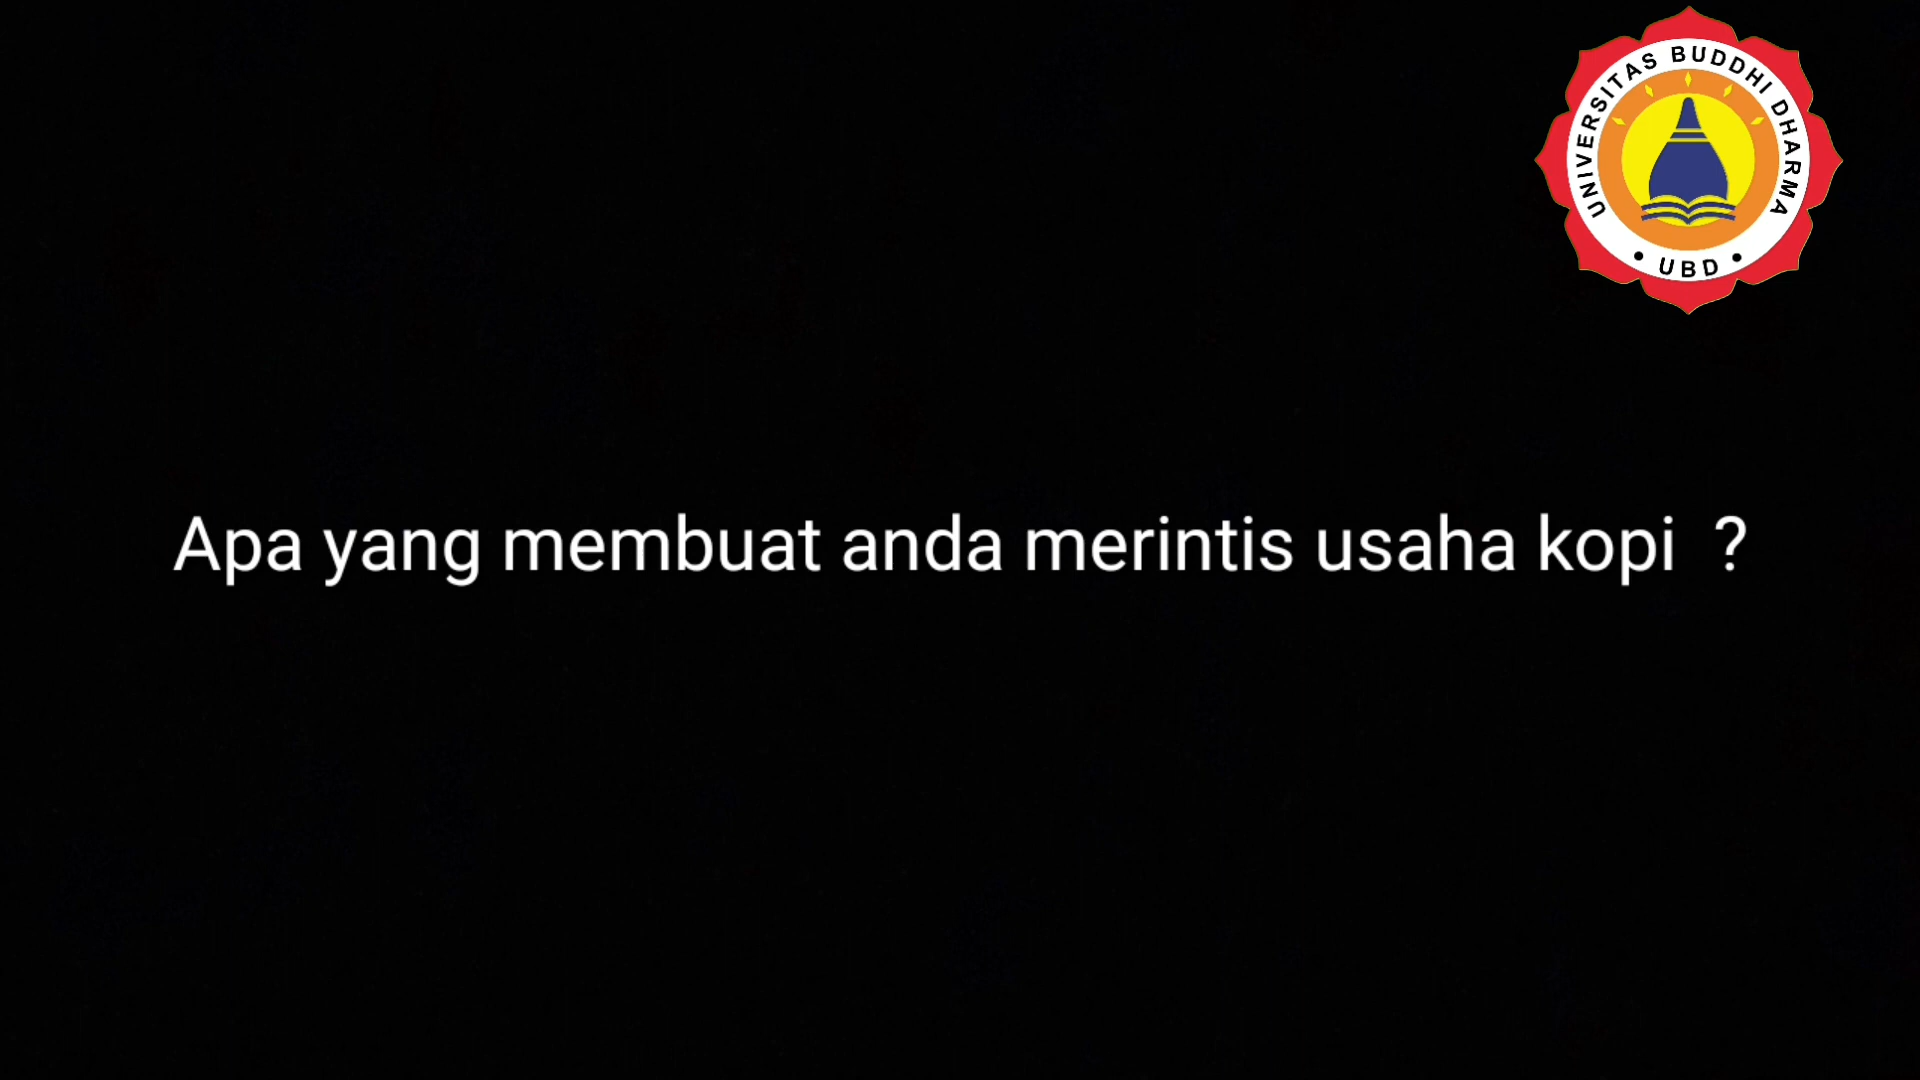 UNIVERSITAS BUDDHI DHARMA
• UBD •
Apa yang membuat anda merintis usaha kopi  ?